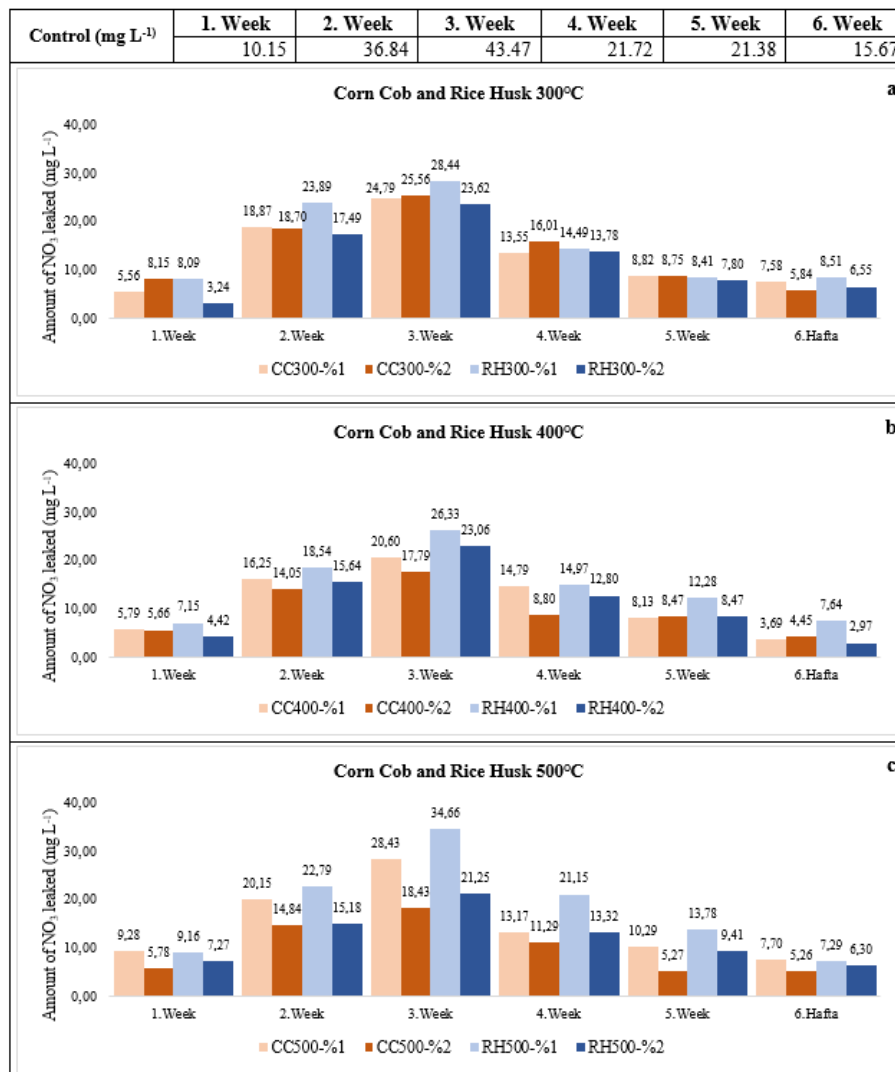 Control (mg L-1) 1. Week 2. Week 3. Week 4. Week 5. Week 6. Week
10.15 36.84 43.47 21.72 21.38 15.67
Corn Cob and Rice Husk 300°C a
Amount of NO3 leaked (mg L-1)
40,00
30,00
20,00
10,00
0,00
5,56 8,15 8,09 3,24
18,87 18,70 23,89 17,49
24,79 25,56 28,44 23,62
13,55 16,01 14,49 13,78
8,82 8,75 8,41 7,80
7,58 5,84 8,51 6,55
1.Week 2.Week 3.Week 4.Week 5.Week 6.Hafta
CC300-%1 CC300-%2 RH300-%1 RH300-%2
Corn Cob and Rice Husk 400°C b
Amount of NO3 leaked (mg L-1)
40,00
30,00
20,00
10,00
0,00
5,79 5,66 7,15 4,42
16,25 14,05 18,54 15,64
20,60 17,79 26,33 23,06
14,79 8,80 14,97 12,80
8,13 8,47 12,28 8,47
3,69 4,45 7,64 2,97
1.Week 2.Week 3.Week 4.Week 5.Week 6.Hafta
CC400-%1 CC400-%2 RH400-%1 RH400-%2
Corn Cob and Rice Husk 500°C c
Amount of NO3 leaked (mg L-1)
40,00
30,00
20,00
10,00
0,00
9,28 5,78 9,16 7,27
20,15 14,84 22,79 15,18
28,43 18,43 34,66 21,25
13,17 11,29 21,15 13,32
10,29 5,27 13,78 9,41
7,70 5,26 7,29 6,30
1.Week 2.Week 3.Week 4.Week 5.Week 6.Hafta
CC500-%1 CC500-%2 RH500-%1 RH500-%2